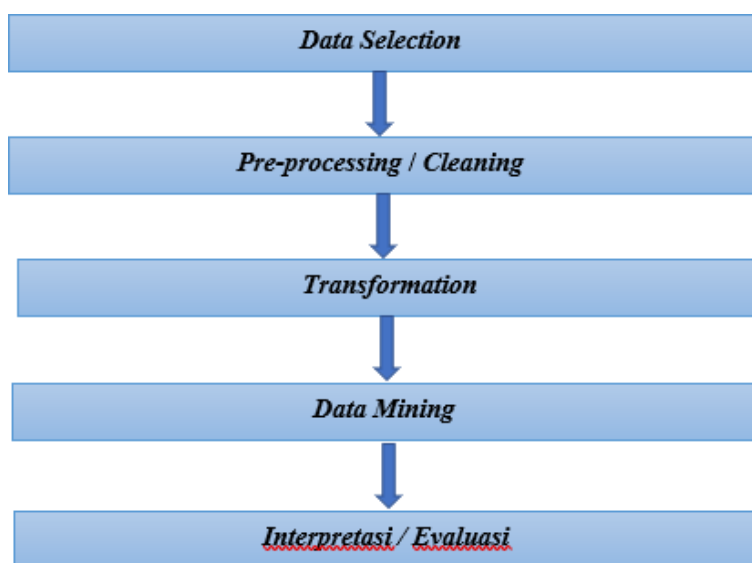 Data Selection
Pre-processing / Cleaning
Transformation
Data Mining
Interpretasi / Evaluasi